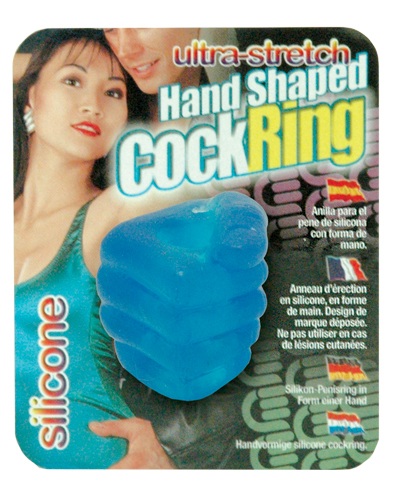 ultra-stretch
Hand Shaped
CockRing
silicone
Anilla para el
pene de silicona
con forma de
mano.
Anneau d'érection
en silicone, en forme
de main. Design de
marque déposée.
Ne pas utiliser en cas
de lésions cutanées.
Silikon-Penisring in
Form einer Hand
Handvormige silicone cockring.